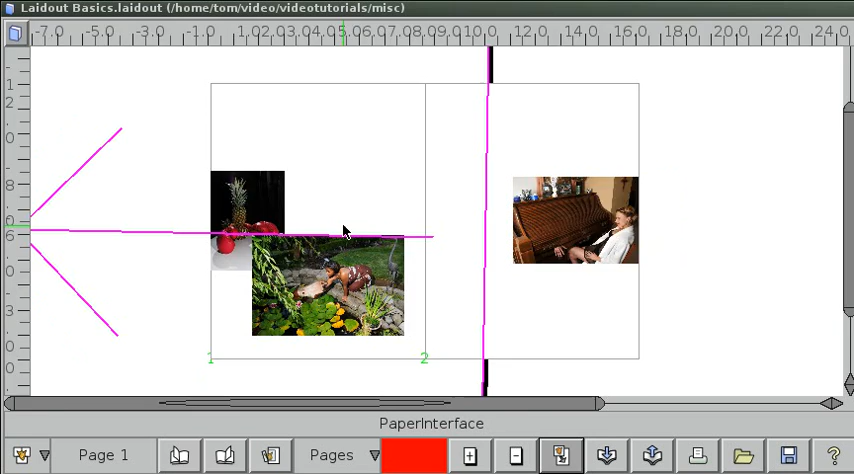 Laidout Basics.laidout (/home/tom/video/videotutorials/misc)
-7.0 -5.0 -3.0 -1.0 1.0 2.0 3.0 4.0 5.0 6.0 7.0 8.0 9.0 10.0 12.0 14.0 16.0 18.0 20.0 22.0 24.0
1 2
PaperInterface
Page 1 Pages + - ?